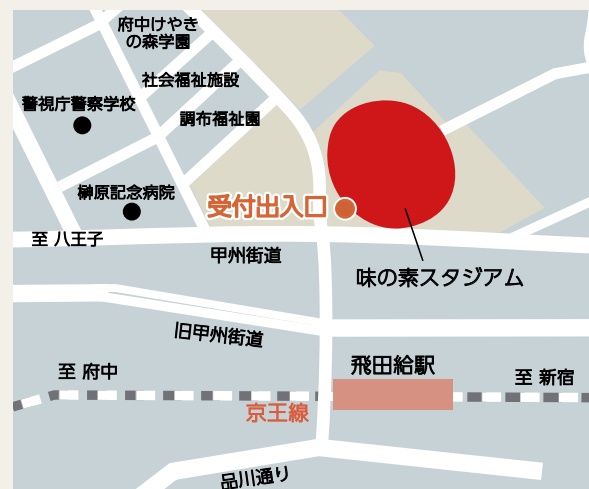 府中けやき
の森学園
社会福祉施設
警視庁警察学校
調布福祉園
榊原記念病院
受付出入口
至 八王子
甲州街道
味の素スタジアム
旧甲州街道
飛田給駅
至 府中
至 新宿
京王線
品川通り